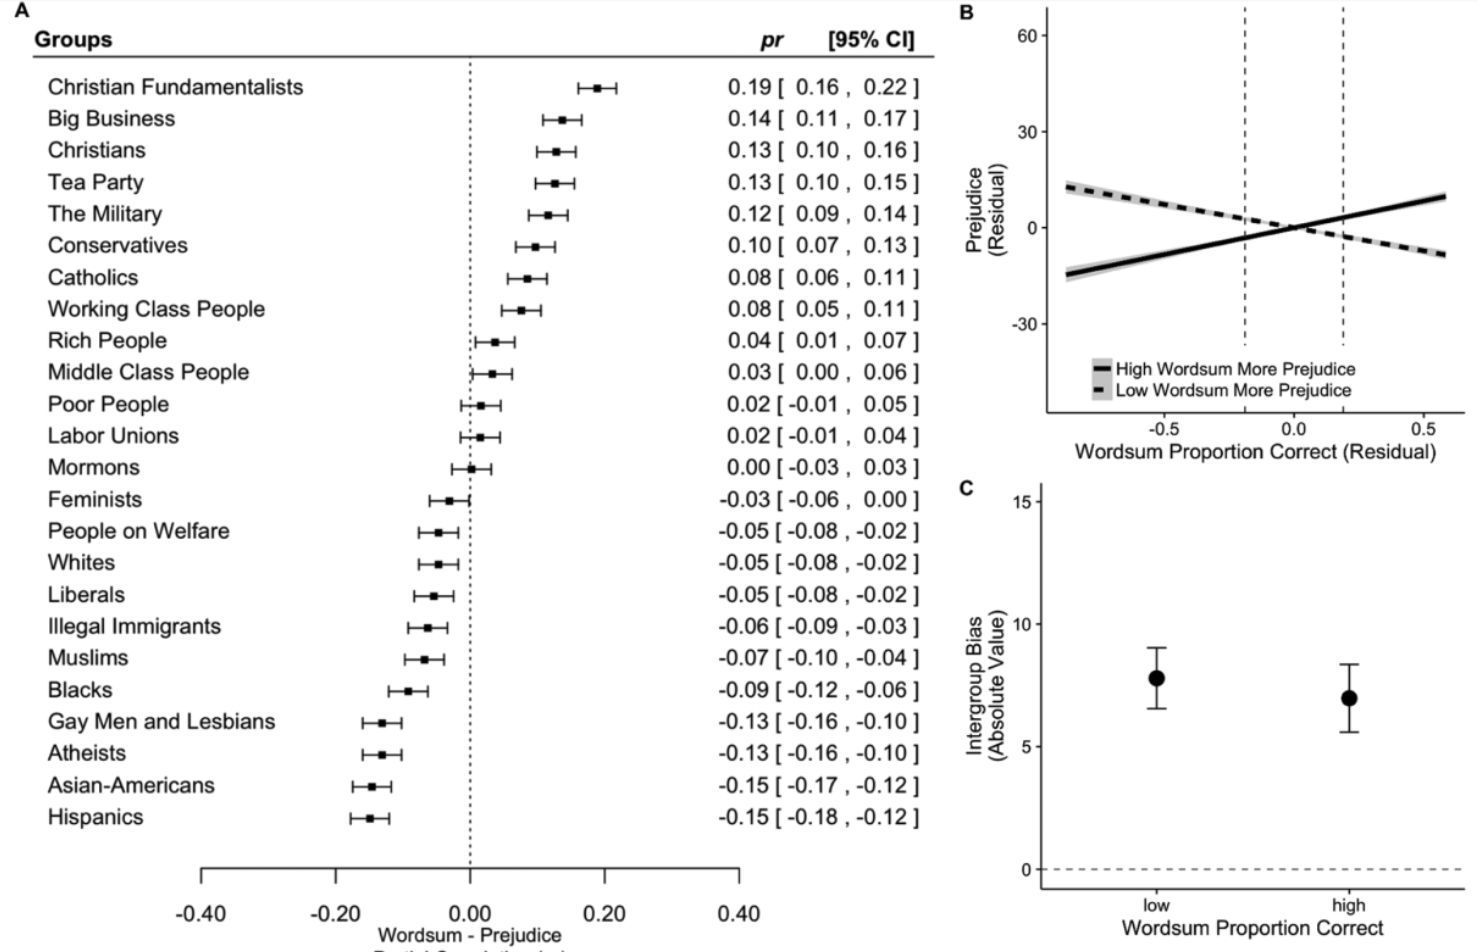 A
Groups pr [95% CI]
Christian Fundamentalists 0.19 [ 0.16 , 0.22 ]
Big Business 0.14 [ 0.11 , 0.17 ]
Christians 0.13 [ 0.10 , 0.16 ]
Tea Party 0.13 [ 0.10 , 0.15 ]
The Military 0.12 [ 0.09 , 0.14 ]
Conservatives 0.10 [ 0.07 , 0.13 ]
Catholics 0.08 [ 0.06 , 0.11 ]
Working Class People 0.08 [ 0.05 , 0.11 ]
Rich People 0.04 [ 0.01 , 0.07 ]
Middle Class People 0.03 [ 0.00 , 0.06 ]
Poor People 0.02 [ -0.01 , 0.05 ]
Labor Unions 0.02 [ -0.01 , 0.04 ]
Mormons 0.00 [ -0.03 , 0.03 ]
Feminists -0.03 [ -0.06 , 0.00 ]
People on Welfare -0.05 [ -0.08 , -0.02 ]
Whites -0.05 [ -0.08 , -0.02 ]
Liberals -0.05 [ -0.08 , -0.02 ]
Illegal Immigrants -0.06 [ -0.09 , -0.03 ]
Muslims -0.07 [ -0.10 , -0.04 ]
Blacks -0.09 [ -0.12 , -0.06 ]
Gay Men and Lesbians -0.13 [ -0.16 , -0.10 ]
Atheists -0.13 [ -0.16 , -0.10 ]
Asian-Americans -0.15 [ -0.17 , -0.12 ]
Hispanics -0.15 [ -0.18 , -0.12 ]
-0.40 -0.20 0.00 0.20 0.40
Wordsum - Prejudice
B
60
30
0
-30
Prejudice
(Residual)
High Wordsum More Prejudice
Low Wordsum More Prejudice
-0.5 0.0 0.5
Wordsum Proportion Correct (Residual)
C
15
10
5
0
Intergroup Bias
(Absolute Value)
low high
Wordsum Proportion Correct